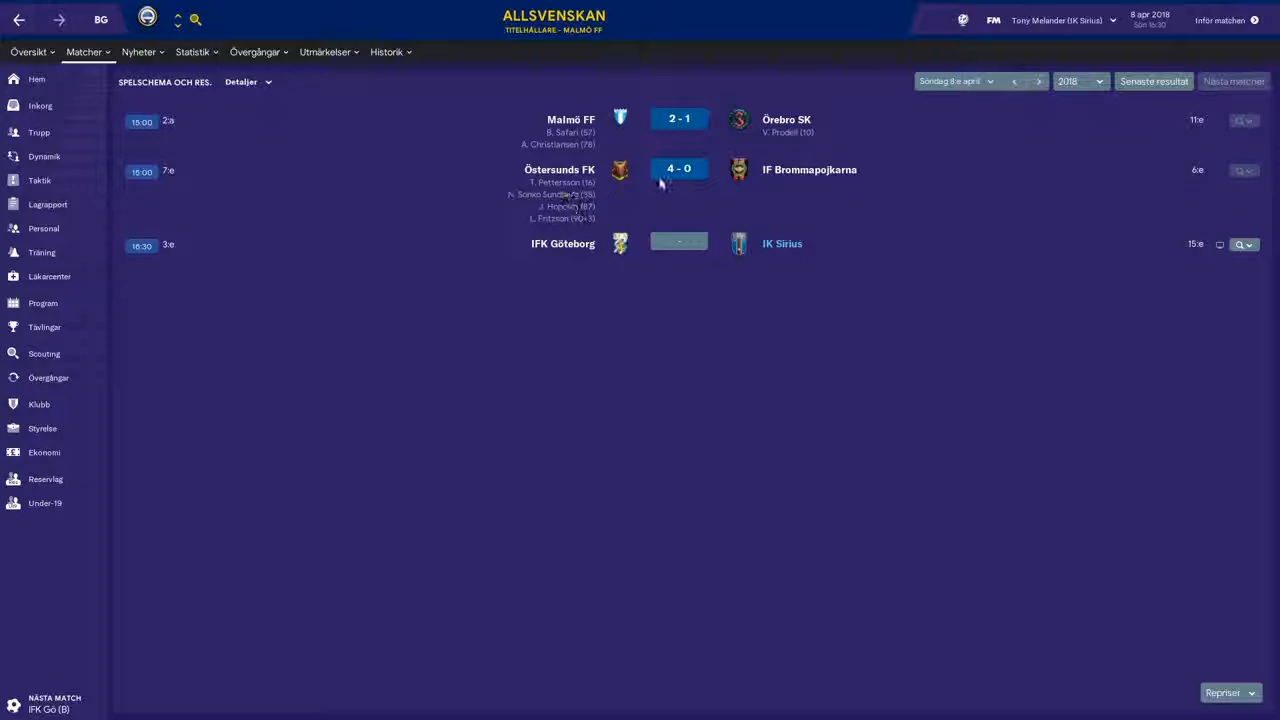 BG
ALLSVENSKAN
TITELHÅLLARE - MALMÖ FF
FM Tony Melander (IK Sirius)
8 apr 2018
Sön 16:30
Inför matchen
Översikt Matcher Nyheter Statistik Övergångar Utmärkelser Historik
SPELSCHEMA OCH RES. Detaljer
Söndag 8:e april 2018 Senaste resultat Nästa matcher
Hem
Inkorg
Trupp
Dynamik
Taktik
Lagrapport
Personal
Träning
Läkarcenter
Program
Tävlingar
Scouting
Övergångar
Klubb
Styrelse
Ekonomi
Reservlag
Under-19
15:00 2:a Malmö FF 2 - 1 Örebro SK 11:e
B. Safari (57) V. Prodell (10)
A. Christiansen (78)
15:00 7:e Östersunds FK 4 - 0 IF Brommapojkarna 6:e
T. Pettersson (16)
N. Sonko
J. (87)
L. Fritzson (90+3)
16:30 3:e IFK Göteborg - IK Sirius 15:e
Repriser
NÄSTA MATCH
IFK Gö (B)